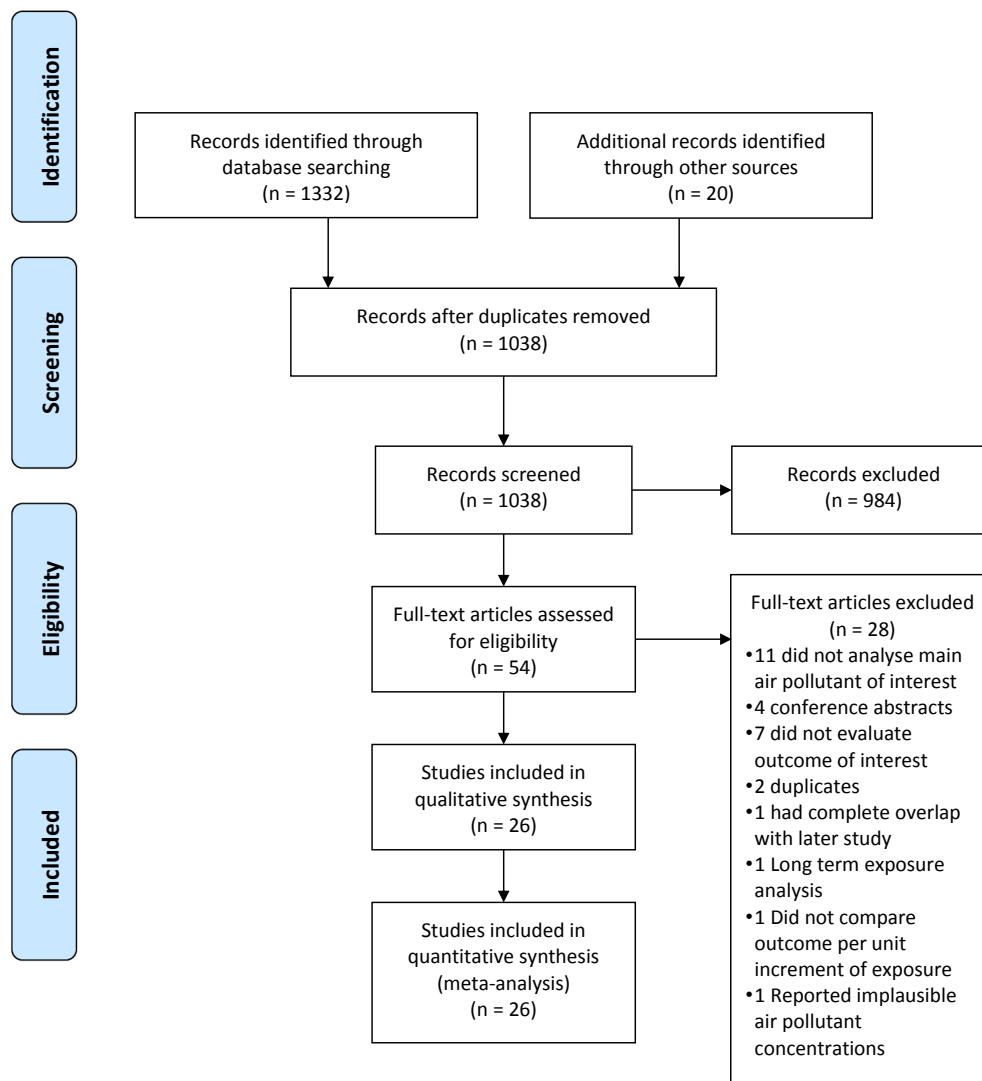 Identification
Records identified through
database searching
(n = 1332)
Additional records identified
through other sources
(n = 20)
Screening
Records after duplicates removed
(n = 1038)
Records screened
(n = 1038)
Records excluded
(n = 984)
Eligibility
Full-text articles assessed
for eligibility
(n = 54)
Full-text articles excluded
(n = 28)
•11 did not analyse main
air pollutant of interest
•4 conference abstracts
•7 did not evaluate
outcome of interest
•2 duplicates
•1 had complete overlap
with later study
•1 Long term exposure
analysis
•1 Did not compare
outcome per unit
increment of exposure
•1 Reported implausible
air pollutant
concentrations
Included
Studies included in
qualitative synthesis
(n = 26)
Studies included in
quantitative synthesis
(meta-analysis)
(n = 26)